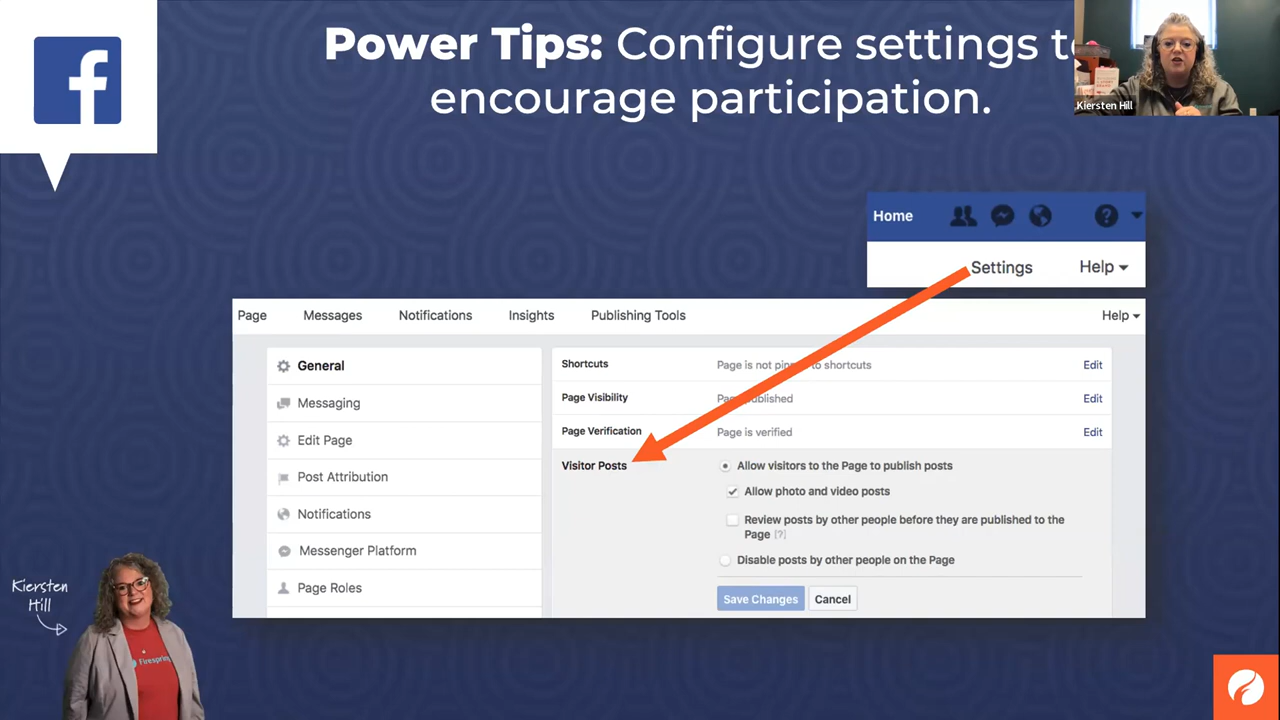 Power Tips: Configure settings t
encourage participation.
Kiersten Hill
Home
Settings
Help
Page
Messages
Notifications
Insights
Publishing Tools
Help
General
Messaging
Edit Page
Post Attribution
Notifications
Messenger Platform
Page Roles
Shortcuts
Page is not pi to shortcuts
Edit
Page Visibility
Pag ublished
Edit
Page Verification
Page is verified
Edit
Visitor Posts
Allow visitors to the Page to publish posts
Allow photo and video posts
Review posts by other people before they are published to the
Page [?]
Disable posts by other people on the Page
Save Changes
Cancel
Kiersten
Hill
Firespring